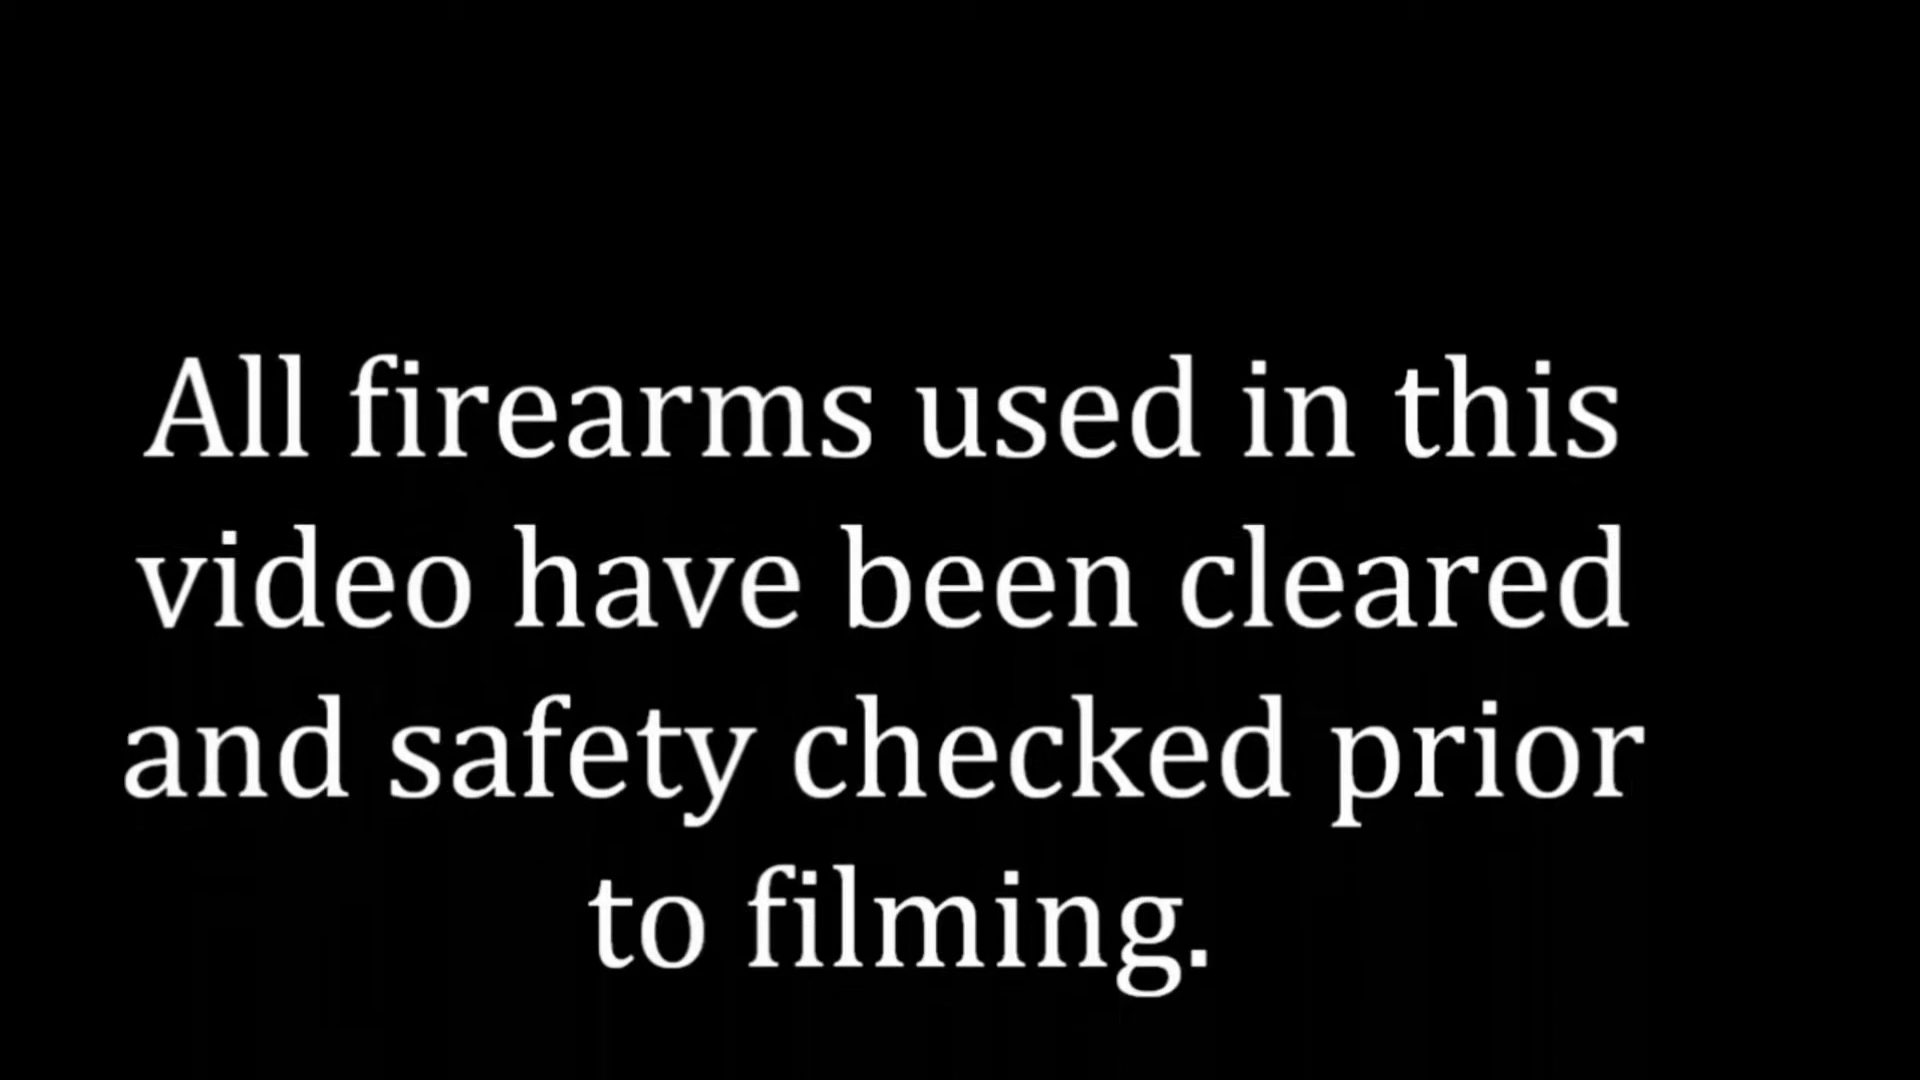 All firearms used in this
video have been cleared
and safety checked prior
to filming.